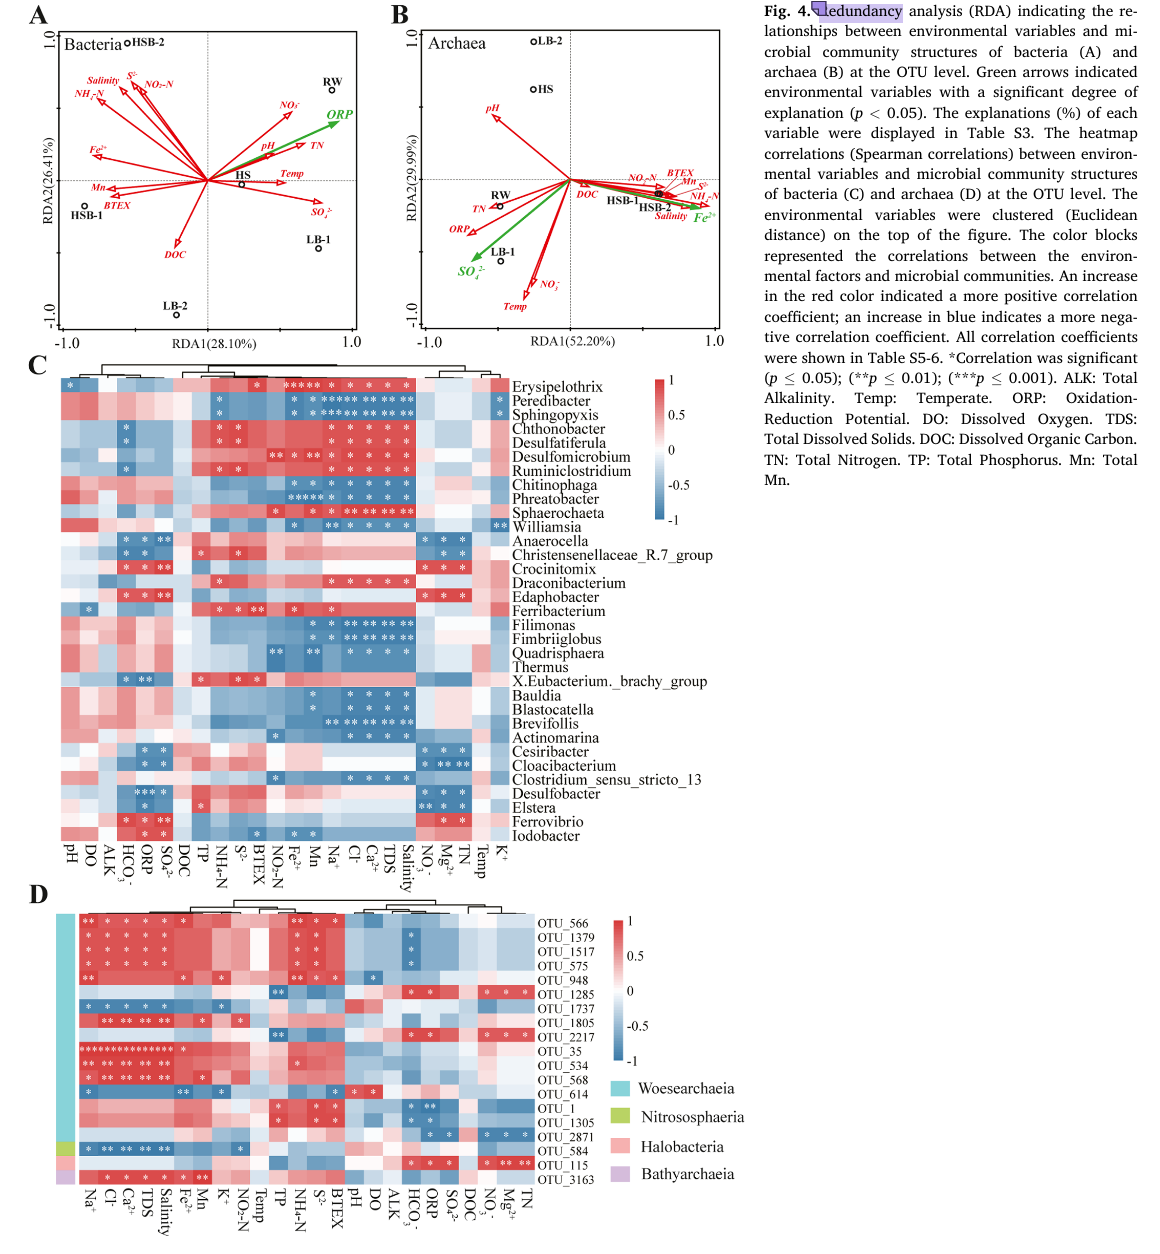 A
Bacteria
HSB-2
S2-
Salinity
NO2-N
NH4-N
RW
NO3-
ORP
Fe2+
pH
TN
HS
Temp
Mn
BTEX
HSB-1
SO42-
LB-1
DOC
LB-2
1.0
-1.0
RDA2(26.41%)
-1.0
RDA1(28.10%)
1.0
B
Archaea
LB-2
HS
pH
NO2-N
BTEX
Mn
S2-
DOC
RW
NH4-N
HSB-1
HSB-2
TN
Salinity
Fe2+
ORP
LB-1
SO42-
NO3-
Temp
1.0
-1.0
RDA2(29.99%)
-1.0
RDA1(52.20%)
1.0
Fig. 4. Redundancy analysis (RDA) indicating the re-
lationships between environmental variables and mi-
crobial community structures of bacteria (A) and
archaea (B) at the OTU level. Green arrows indicated
environmental variables with a significant degree of
explanation (p < 0.05). The explanations (%) of each
variable were displayed in Table S3. The heatmap
correlations (Spearman correlations) between environ-
mental variables and microbial community structures
of bacteria (C) and archaea (D) at the OTU level. The
environmental variables were clustered (Euclidean
distance) on the top of the figure. The color blocks
represented the correlations between the environ-
mental factors and microbial communities. An increase
in the red color indicated a more positive correlation
coefficient; an increase in blue indicates a more nega-
tive correlation coefficient. All correlation coefficients
were shown in Table S5-6. *Correlation was significant
(p ≤ 0.05); (**p ≤ 0.01); (***p ≤ 0.001). ALK: Total
Alkalinity. Temp: Temperate. ORP: Oxidation-
Reduction Potential. DO: Dissolved Oxygen. TDS:
Total Dissolved Solids. DOC: Dissolved Organic Carbon.
TN: Total Nitrogen. TP: Total Phosphorus. Mn: Total
Mn.
C
Erysipelothrix
Peredibacter
Sphingopyxis
Chthonobacter
Desulfatiferula
Desulfomicrobium
Ruminiclostridium
Chitinophaga
Phreatobacter
Sphaerochaeta
Williamsia
Anaerocella
Christensenellaceae_R.7_group
Crocinitomix
Draconibacterium
Edaphobacter
Ferribacterium
Filimonas
Fimbriiglobus
Quadrisphaera
Thermus
X.Eubacterium._brachy_group
Bauldia
Blastocatella
Brevifollis
Actinomarina
Cesiribacter
Cloacibacterium
Clostridium_sensu_stricto_13
Desulfobacter
Elstera
Ferrovibrio
Iodobacter
1
0.5
0
-0.5
-1
pH DO ALK HCO3- ORP SO42- DOC TP NH4-N S2- BTEX NO2-N Fe2+ Mn Na+ Cl- Ca2+ TDS Salinity NO3- Mg2+ TN Temp K+
D
OTU_566
OTU_1379
OTU_1517
OTU_575
OTU_948
OTU_1285
OTU_1737
OTU_1805
OTU_2217
OTU_35
OTU_534
OTU_568
OTU_614
OTU_1
OTU_1305
OTU_2871
OTU_584
OTU_115
OTU_3163
1
0.5
0
-0.5
-1
Woesearchaeia
Nitrososphaeria
Halobacteria
Bathyarchaeia
Na+ Cl- Ca2+ TDS Salinity Fe2+ Mn K+ NO2-N Temp TP NH4-N S2- BTEX pH DO ALK HCO3- ORP SO42- DOC NO3- Mg2+ TN